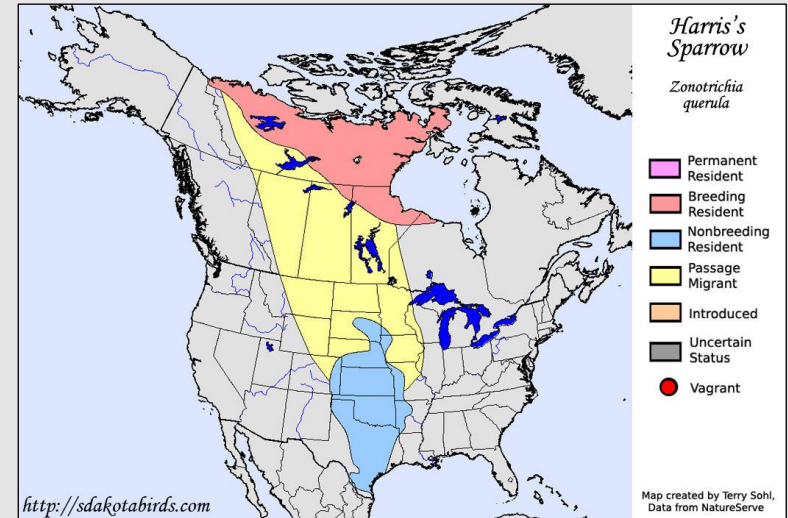 Harris's
Sparrow
Zonotrichia
querula
Permanent
Resident
Breeding
Resident
Nonbreeding
Resident
Passage
Migrant
Introduced
Uncertain
Status
Vagrant
http://sdakotabirds.com
Map created by Terry Sohl,
Data from NatureServe